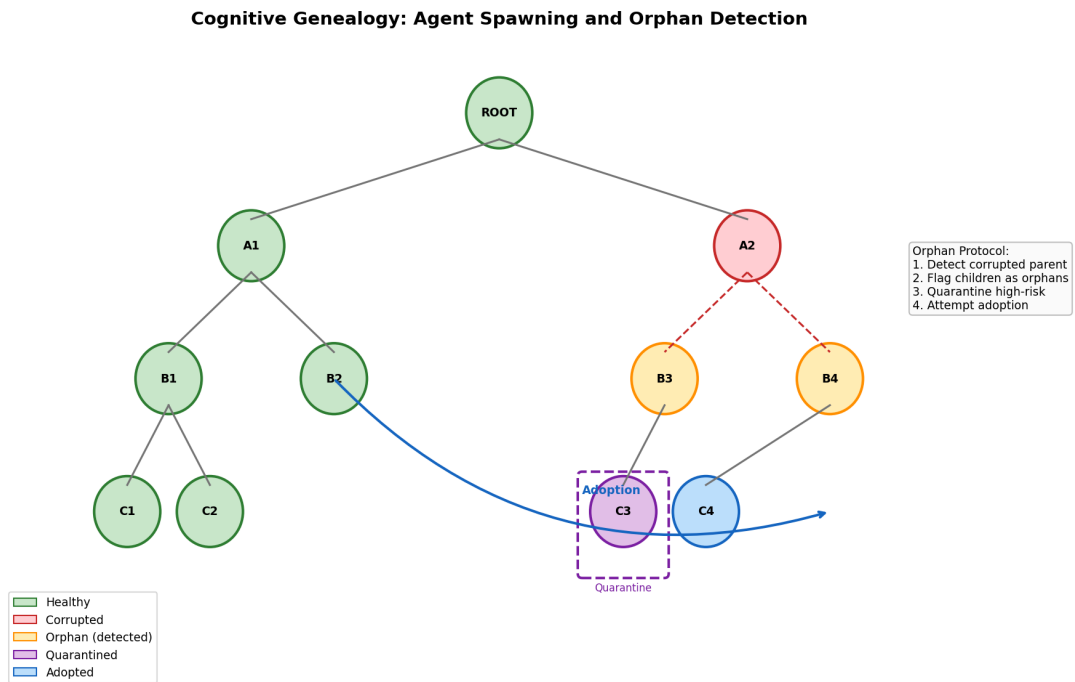 Cognitive Genealogy: Agent Spawning and Orphan Detection
ROOT
A1
A2
Orphan Protocol:
1. Detect corrupted parent
2. Flag children as orphans
3. Quarantine high-risk
4. Attempt adoption
B1
B2
B3
B4
Adoption
C1
C2
C3
C4
Quarantine
Healthy
Corrupted
Orphan (detected)
Quarantined
Adopted